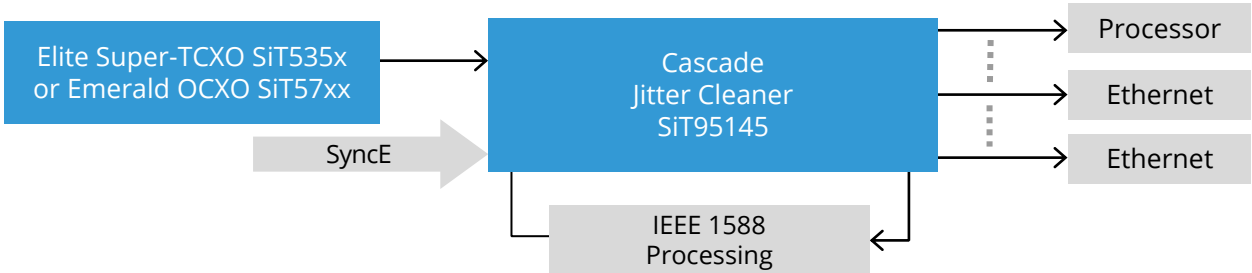 Elite Super-TCXO SiT535x
or Emerald OCXO SiT57xx
SyncE
Cascade
Jitter Cleaner
SiT95145
IEEE 1588
Processing
Processor
Ethernet
Ethernet